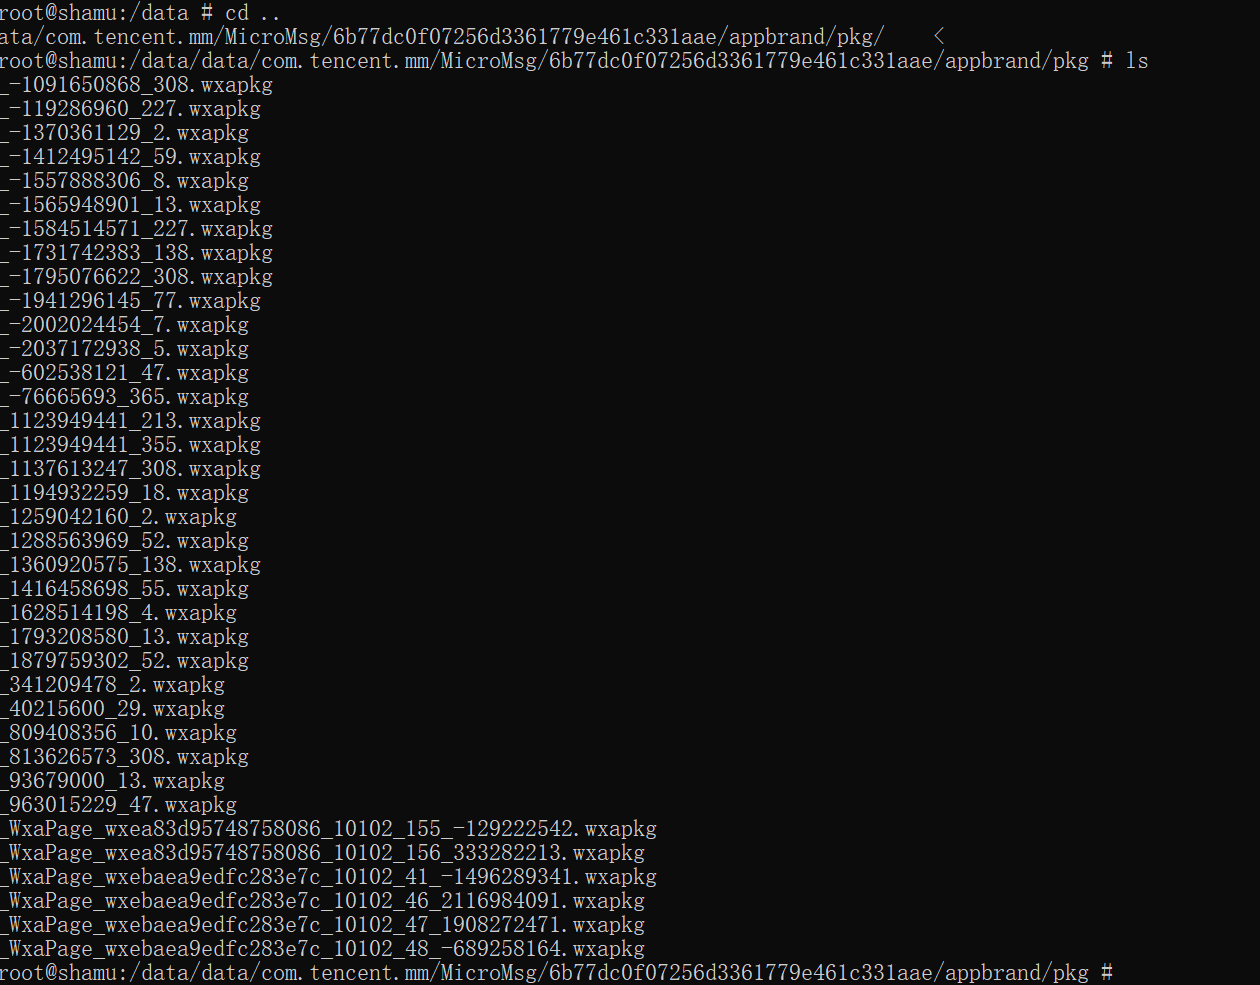 root@shamu:/data # cd ..
ata/com.tencent.mm/MicroMsg/6b77dc0f07256d3361779e461c331aae/appbrand/pkg/    <
root@shamu:/data/data/com.tencent.mm/MicroMsg/6b77dc0f07256d3361779e461c331aae/appbrand/pkg # ls
_-1091650868_308.wxapkg
_-119286960_227.wxapkg
_-1370361129_2.wxapkg
_-1412495142_59.wxapkg
_-1557888306_8.wxapkg
_-1565948901_13.wxapkg
_-1584514571_227.wxapkg
_-1731742383_138.wxapkg
_-1795076622_308.wxapkg
_-1941296145_77.wxapkg
_-2002024454_7.wxapkg
_-2037172938_5.wxapkg
_-602538121_47.wxapkg
_-76665693_365.wxapkg
_1123949441_213.wxapkg
_1123949441_355.wxapkg
_1137613247_308.wxapkg
_1194932259_18.wxapkg
_1259042160_2.wxapkg
_1288563969_52.wxapkg
_1360920575_138.wxapkg
_1416458698_55.wxapkg
_1628514198_4.wxapkg
_1793208580_13.wxapkg
_1879759302_52.wxapkg
_341209478_2.wxapkg
_40215600_29.wxapkg
_809408356_10.wxapkg
_813626573_308.wxapkg
_93679000_13.wxapkg
_963015229_47.wxapkg
_WxaPage_wxea83d95748758086_10102_155_-129222542.wxapkg
_WxaPage_wxea83d95748758086_10102_156_333282213.wxapkg
_WxaPage_wxebaea9edfc283e7c_10102_41_-1496289341.wxapkg
_WxaPage_wxebaea9edfc283e7c_10102_46_2116984091.wxapkg
_WxaPage_wxebaea9edfc283e7c_10102_47_1908272471.wxapkg
_WxaPage_wxebaea9edfc283e7c_10102_48_-689258164.wxapkg
root@shamu:/data/data/com.tencent.mm/MicroMsg/6b77dc0f07256d3361779e461c331aae/appbrand/pkg #